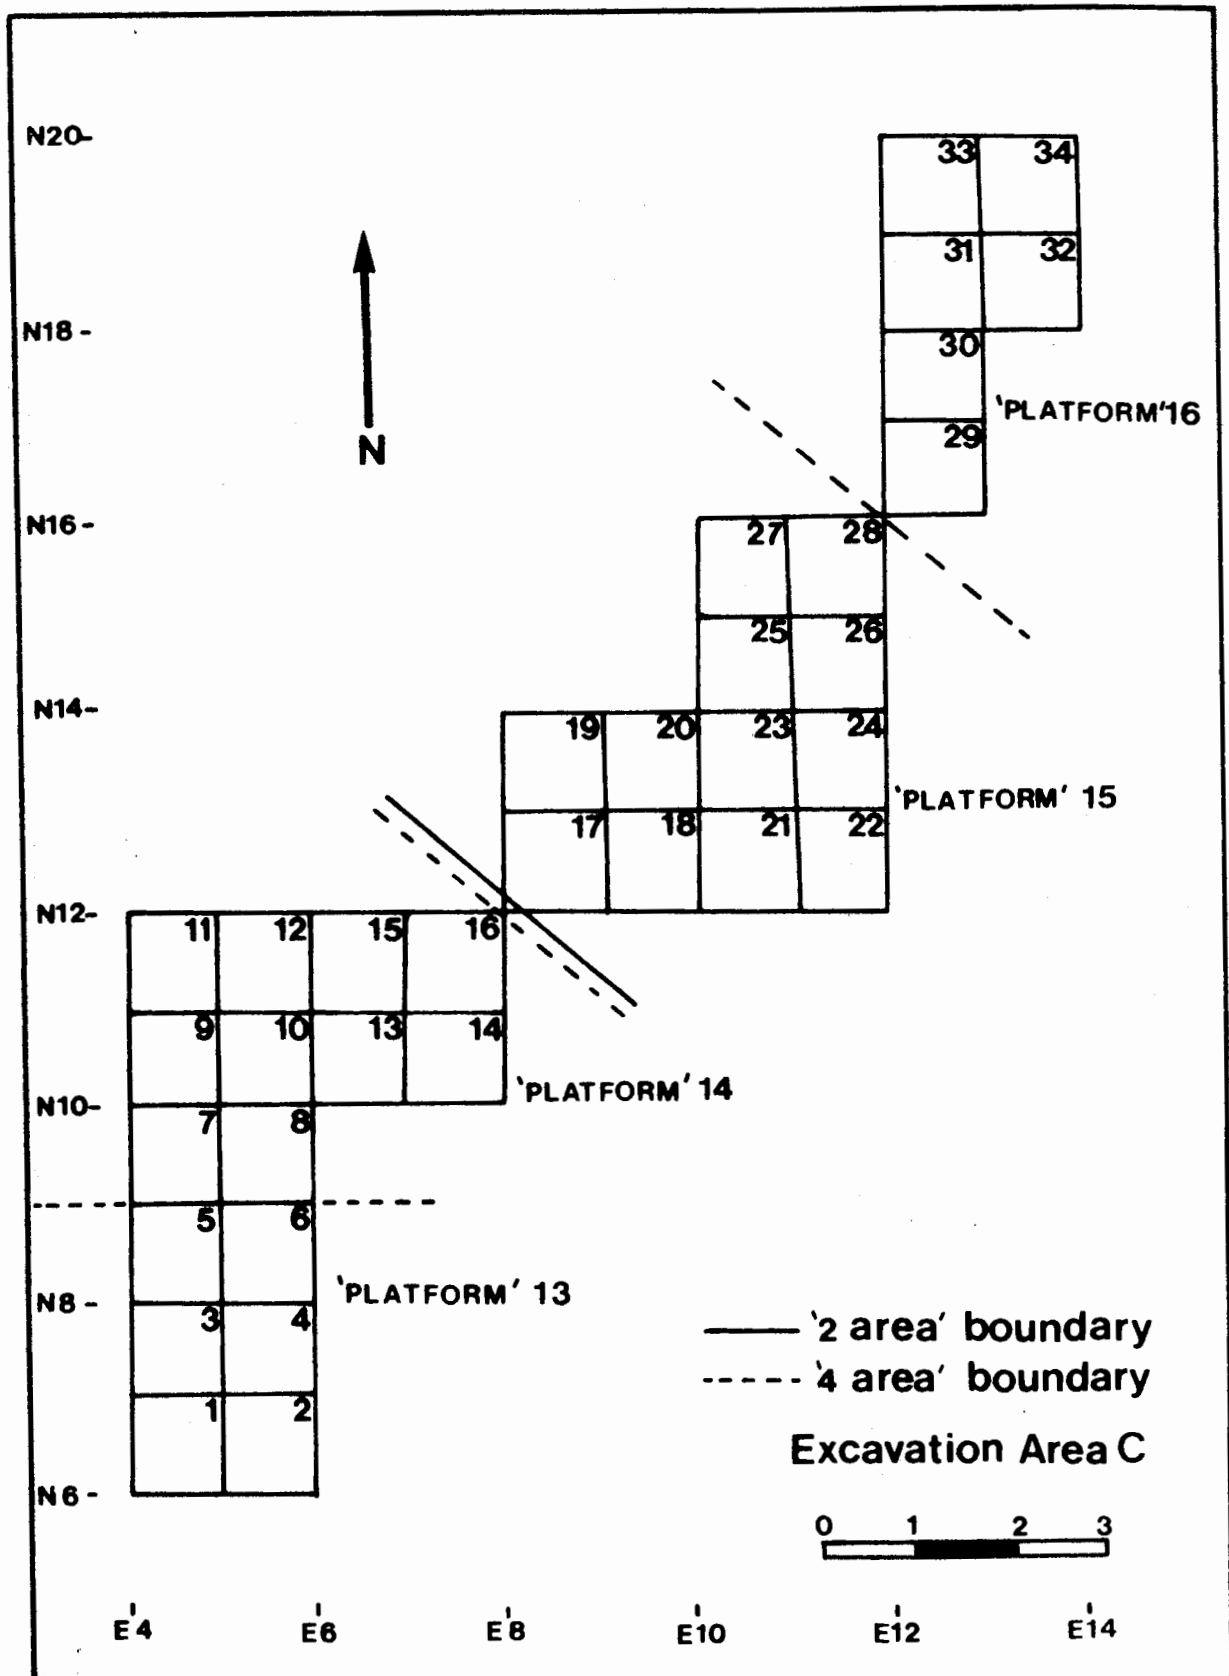 N20-
33 34
31 32
N18 -
30
'PLATFORM'16
29
N
N16 -
27 28
25 26
N14-
19 20 23 24
'PLATFORM' 15
17 18 21 22
N12-
11 12 15 16
9 10 13 14
'PLATFORM' 14
N10-
7 8
5 6
'PLATFORM' 13
N8 -
3 4
'2 area' boundary
'4 area' boundary
1 2
Excavation Area C
N6 -
0 1 2 3
E4 E6 E8 E10 E12 E14